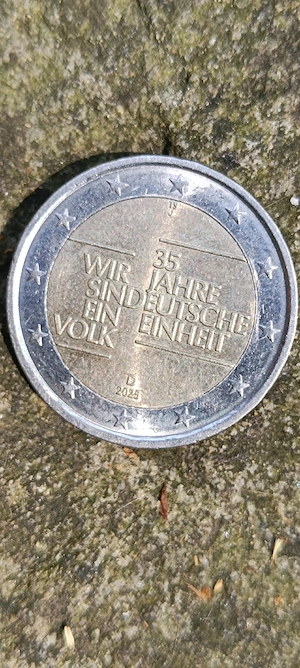 WIR
SIND
EIN
VOLK
35
JAHRE
DEUTSCHE
EINHEIT
D
2025